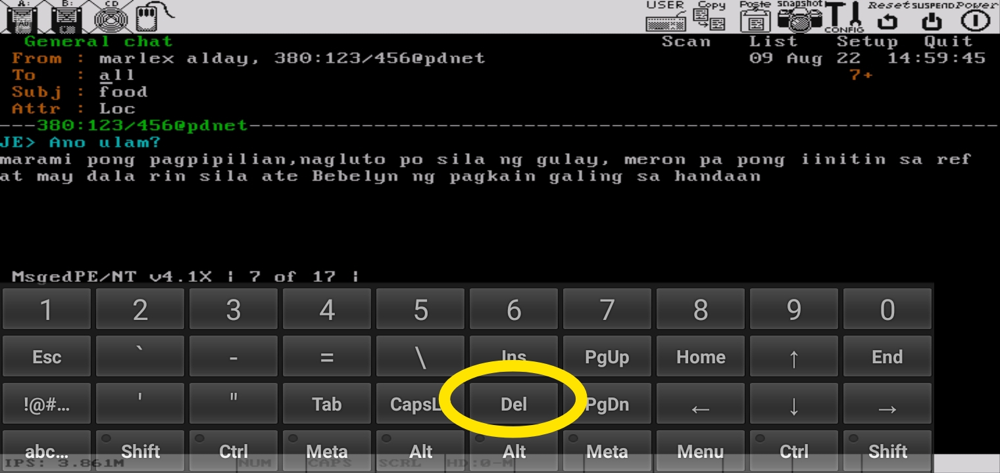 A: B: CD USER Copy Paste snapshot CONFIG Reset SUSPEND Power
General chat Scan List Setup Quit
From : marlex alday, 380:123/456@pdnet 09 Aug 22 14:59:45
To : all 7+
Subj : food
Attr : Loc
---380:123/456@pdnet------------------------------------------------------------
JE> Ano ulam?
marami pong pagpipilian,nagluto po sila ng gulay, meron pa pong iinitin sa ref
at may dala rin sila ate Bebelyn ng pagkain galing sa handaan
MsgedPE/NT v4.1X | 7 of 17 |
1 2 3 4 5 6 7 8 9 0
Esc ` - = \ Ins PgUp Home ↑ End
!@#... ' " Tab CapsL Del PgDn ← ↓ →
abc... Shift Ctrl Meta Alt Alt Meta Menu Ctrl Shift
IPS: 3.861M NUM CAPS SCRL HD:0-M